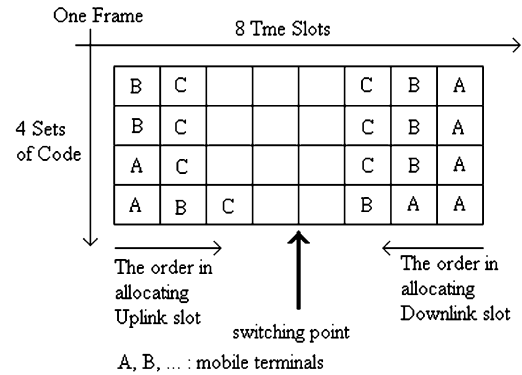 One Frame
8 Tme Slots
4 Sets
of Code
B C C B A
B C C B A
A C C B A
A B C B A A
The order in
allocating
Uplink slot
switching point
The order in
allocating
Downlink slot
A, B, ... : mobile terminals